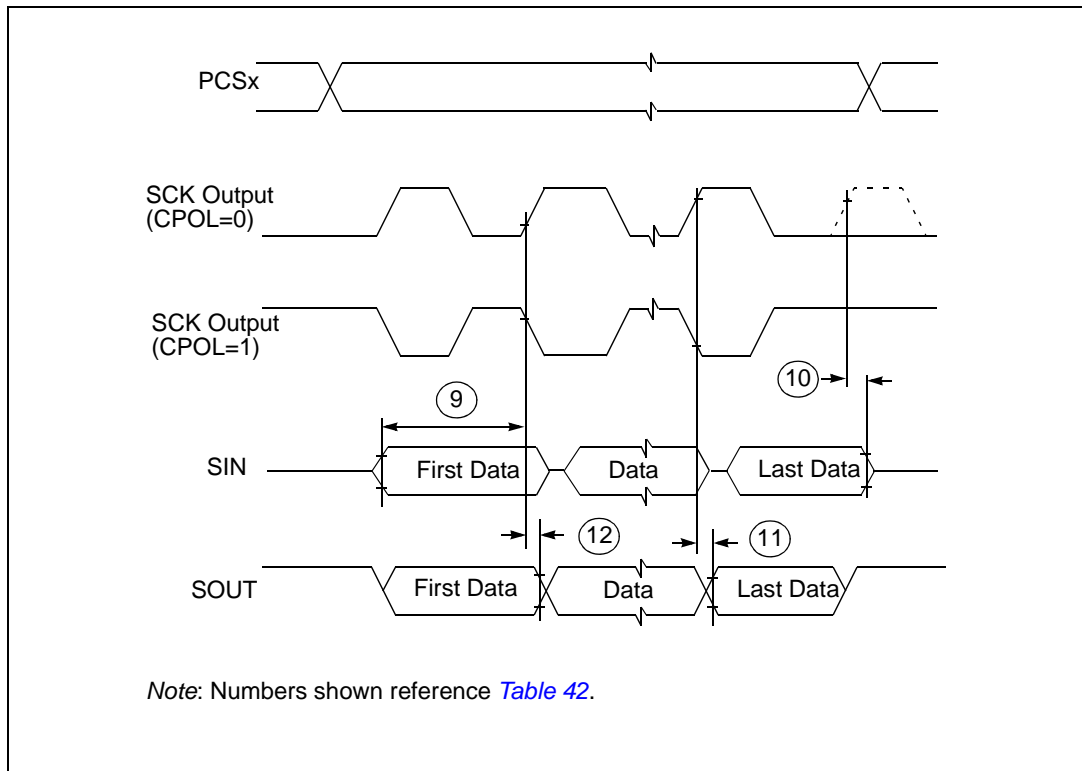 PCSx
SCK Output
(CPOL=0)
SCK Output
(CPOL=1)
10
9
SIN
First Data
Data
Last Data
12
11
SOUT
First Data
Data
Last Data
Note: Numbers shown reference Table 42.